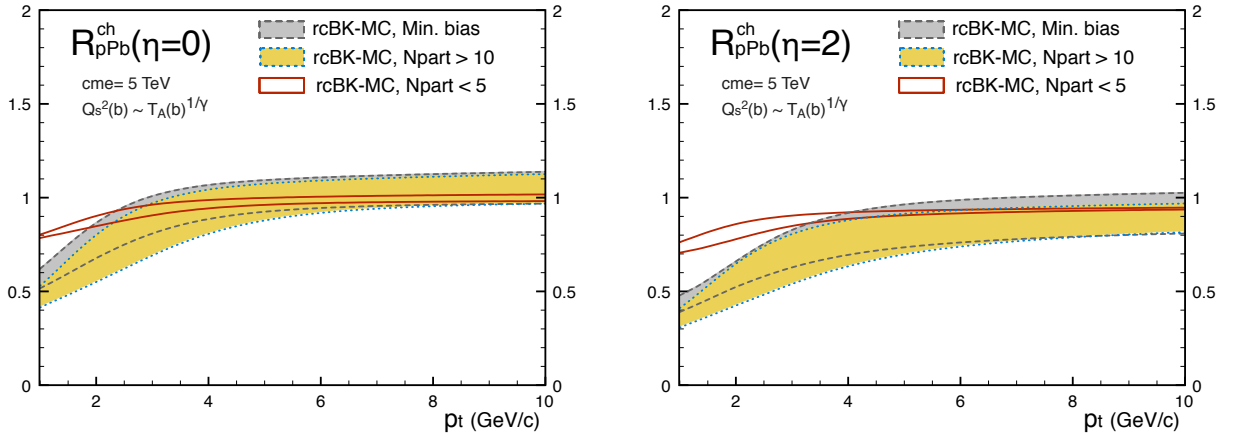 R^{ch}_{pPb}(η=0)
cme= 5 TeV
Qs²(b) ~ T_A(b)^{1/γ}
rcBK-MC, Min. bias
rcBK-MC, Npart > 10
rcBK-MC, Npart < 5
2
1.5
1
0.5
0
2
1.5
1
0.5
0
2 4 6 8 10
pt (GeV/c)
R^{ch}_{pPb}(η=2)
cme= 5 TeV
Qs²(b) ~ T_A(b)^{1/γ}
rcBK-MC, Min. bias
rcBK-MC, Npart > 10
rcBK-MC, Npart < 5
2
1.5
1
0.5
0
2
1.5
1
0.5
0
2 4 6 8 10
pt (GeV/c)